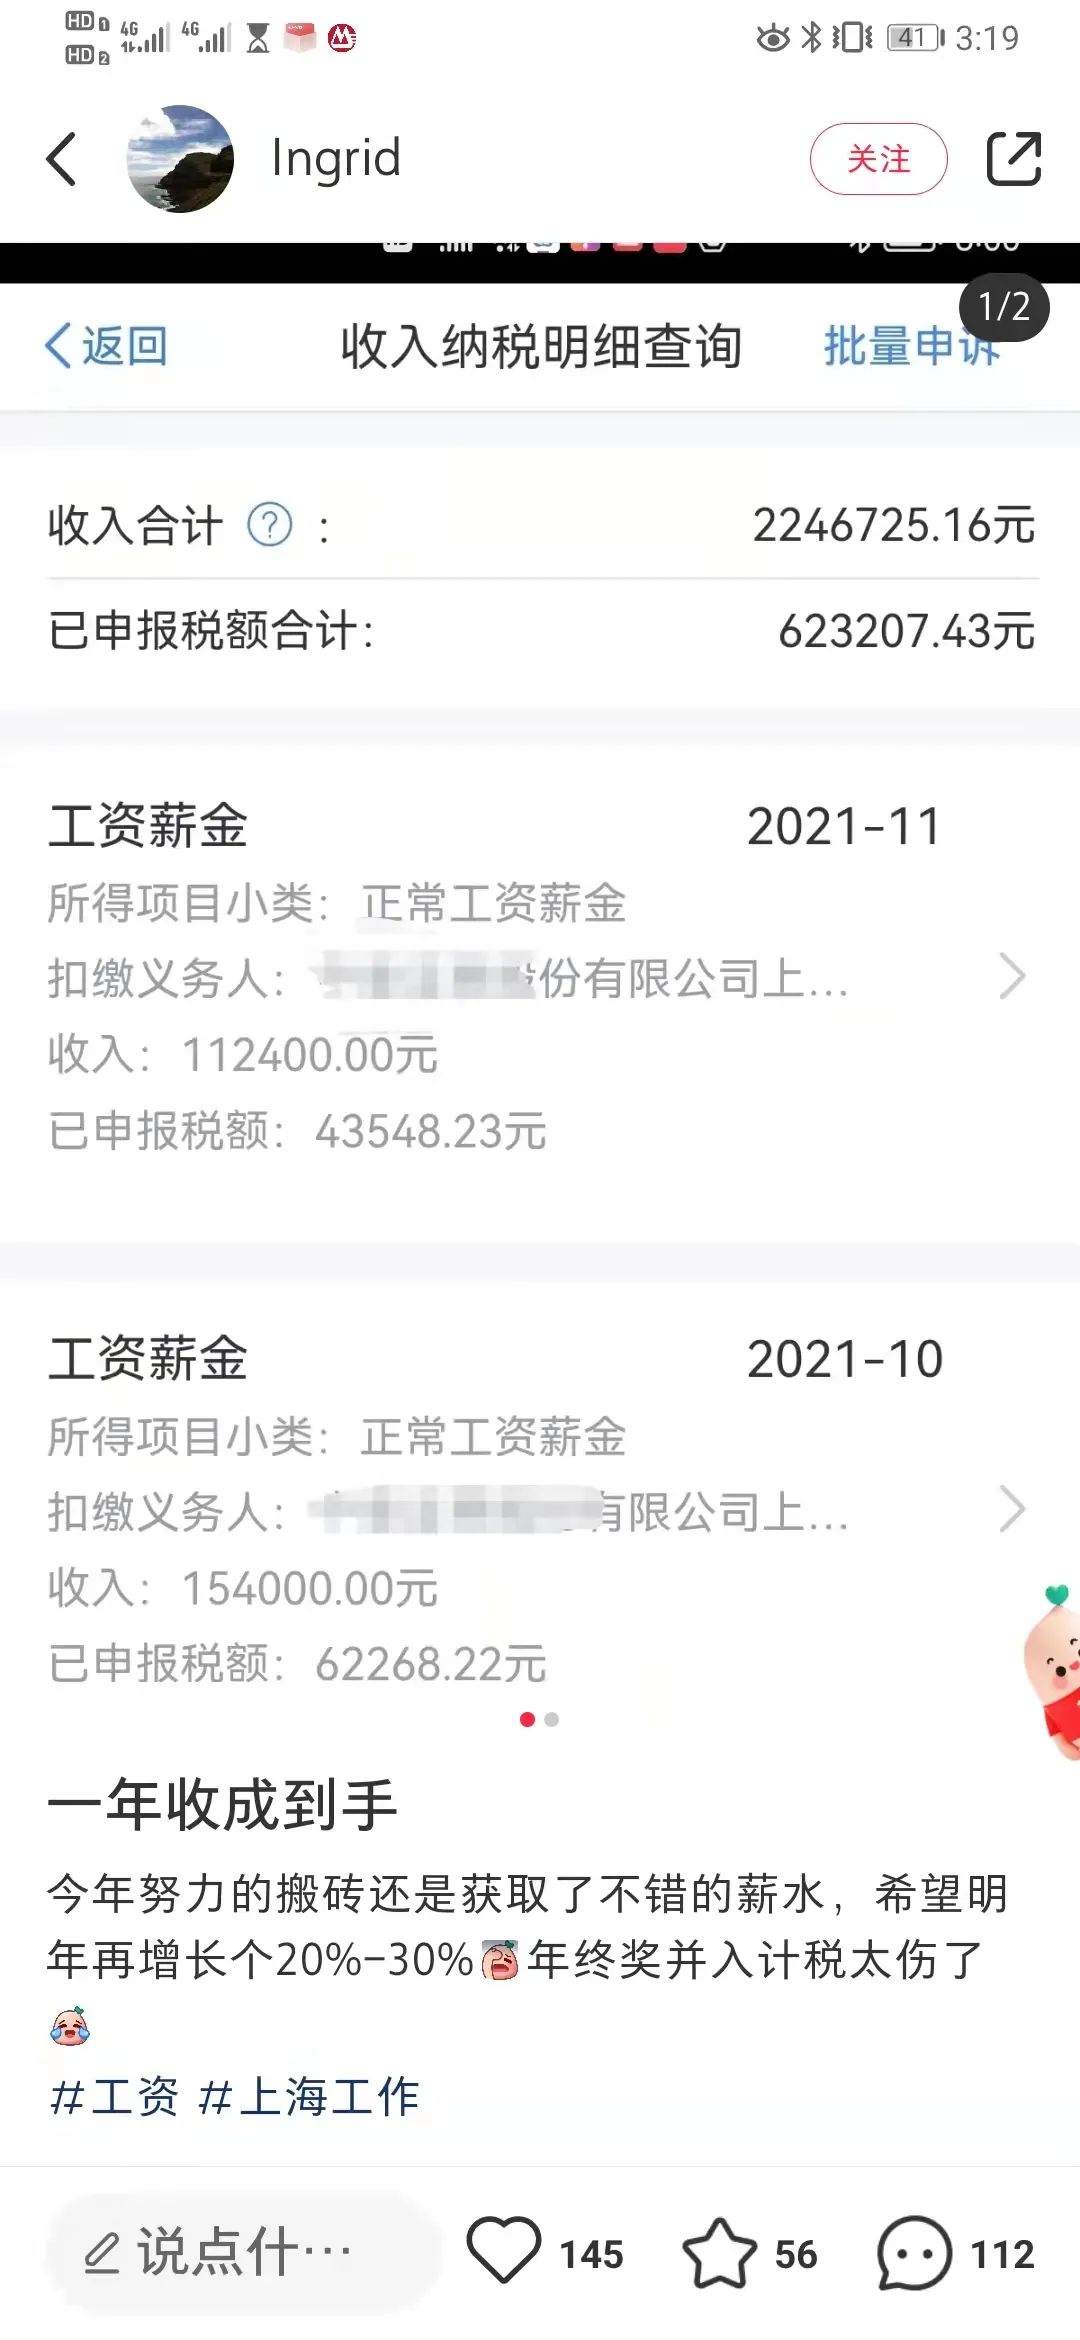 HD 1 4G 4G 41 3:19
HD 2
Ingrid 关注
1/2
返回 收入纳税明细查询 批量申诉
收入合计 ? : 2246725.16元
已申报税额合计: 623207.43元
工资薪金 2021-11
所得项目小类: 正常工资薪金
扣缴义务人: 份有限公司上...
收入: 112400.00元
已申报税额: 43548.23元
工资薪金 2021-10
所得项目小类: 正常工资薪金
扣缴义务人: 有限公司上...
收入: 154000.00元
已申报税额: 62268.22元
一年收成到手
今年努力的搬砖还是获取了不错的薪水，希望明
年再增长个20%-30%年终奖并入计税太伤了
#工资 #上海工作
说点什… 145 56 112